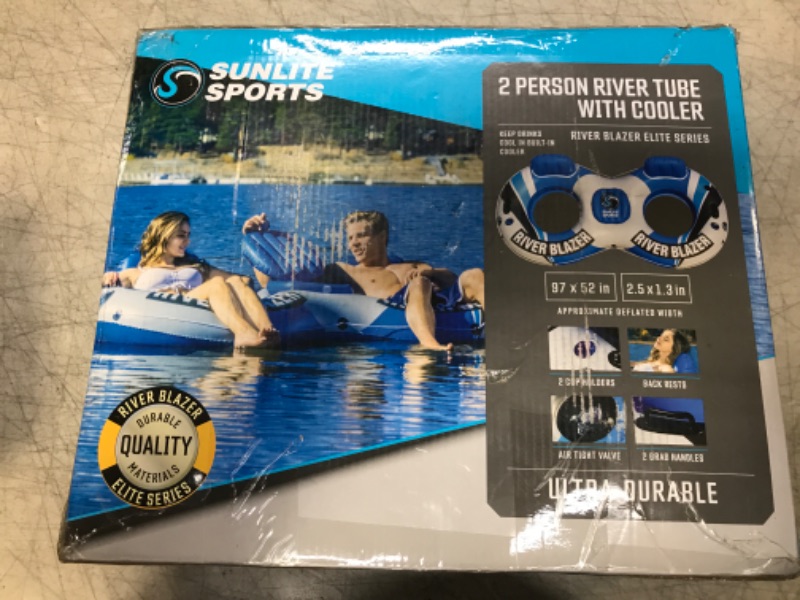 SUNLITE
SPORTS
2 PERSON RIVER TUBE
WITH COOLER
KEEP DRINKS
COOL IN BUILT-IN
COOLER
RIVER BLAZER ELITE SERIES
SUNLITE
SPORTS
RIVER BLAZER
RIVER BLAZER
97 x 52 in
2.5 x 1.3 in
APPROXIMATE DEFLATED WIDTH
2 CUP HOLDERS
BACK RESTS
AIR TIGHT VALVE
2 GRAB HANDLES
ULTRA-DURABLE
RIVER BLAZER
DURABLE
QUALITY
MATERIALS
ELITE SERIES